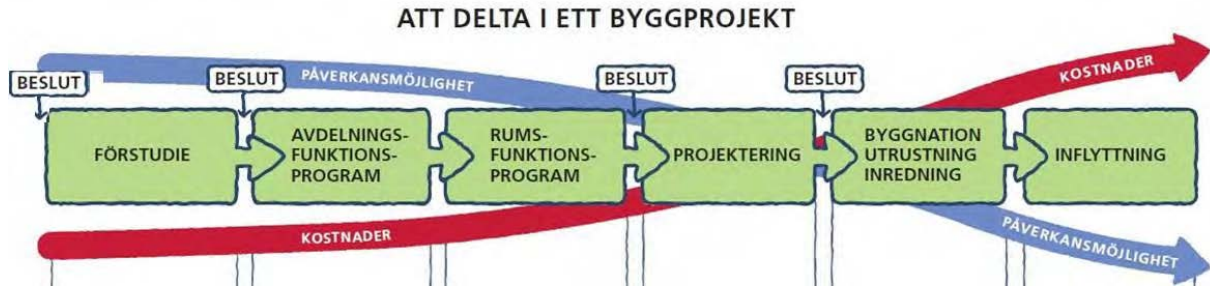 ATT DELTA I ETT BYGGPROJEKT
BESLUT
BESLUT
PÅVERKANSMÖJLIGHET
BESLUT
BESLUT
KOSTNADER
FÖRSTUDIE
AVDELNINGS-
FUNKTIONS-
PROGRAM
RUMS-
FUNKTIONS-
PROGRAM
PROJEKTERING
BYGGNATION
UTRUSTNING
INREDNING
INFLYTTNING
KOSTNADER
PÅVERKANSMÖJLIGHET